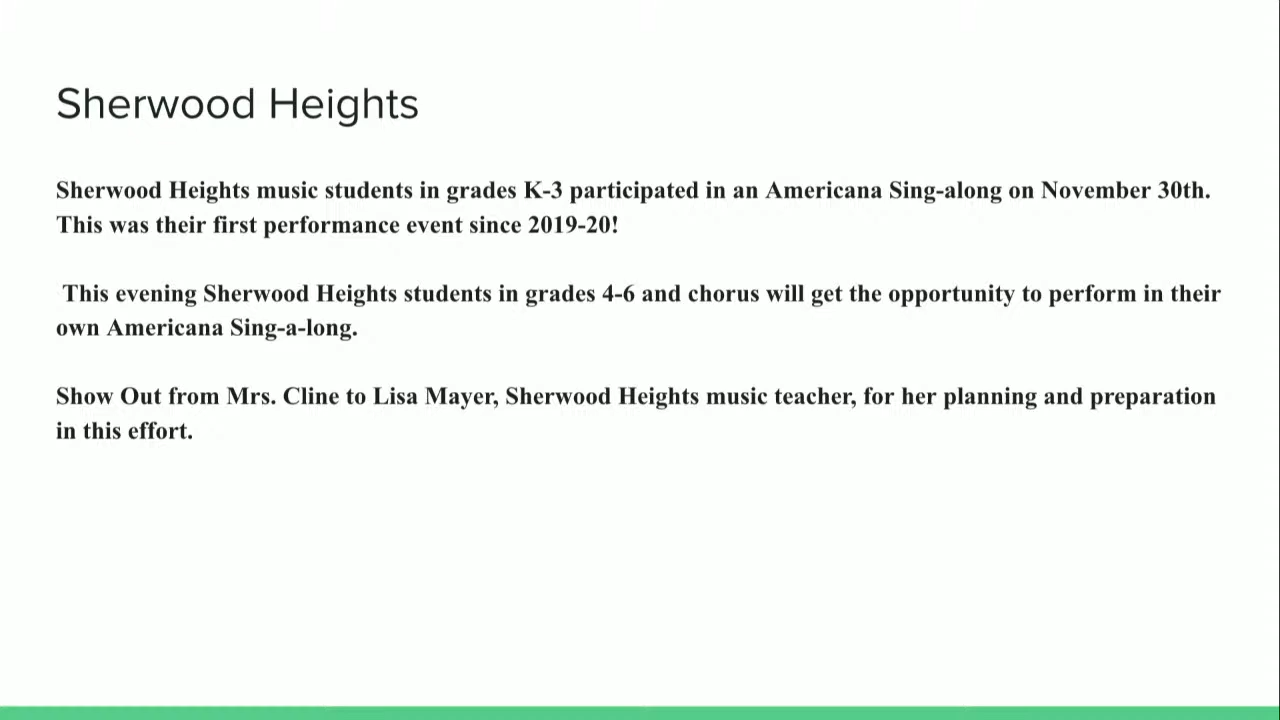 Sherwood Heights
Sherwood Heights music students in grades K-3 participated in an Americana Sing-along on November 30th.
This was their first performance event since 2019-20!
This evening Sherwood Heights students in grades 4-6 and chorus will get the opportunity to perform in their
own Americana Sing-a-long.
Show Out from Mrs. Cline to Lisa Mayer, Sherwood Heights music teacher, for her planning and preparation
in this effort.